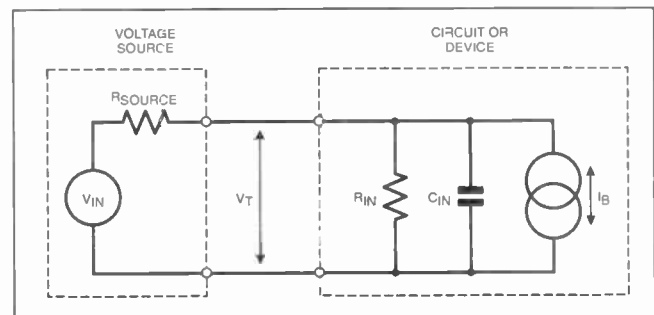 VOLTAGE
SOURCE
CIRCUIT OR
DEVICE
RSOURCE
VIN
VT
RIN
CIN
IB